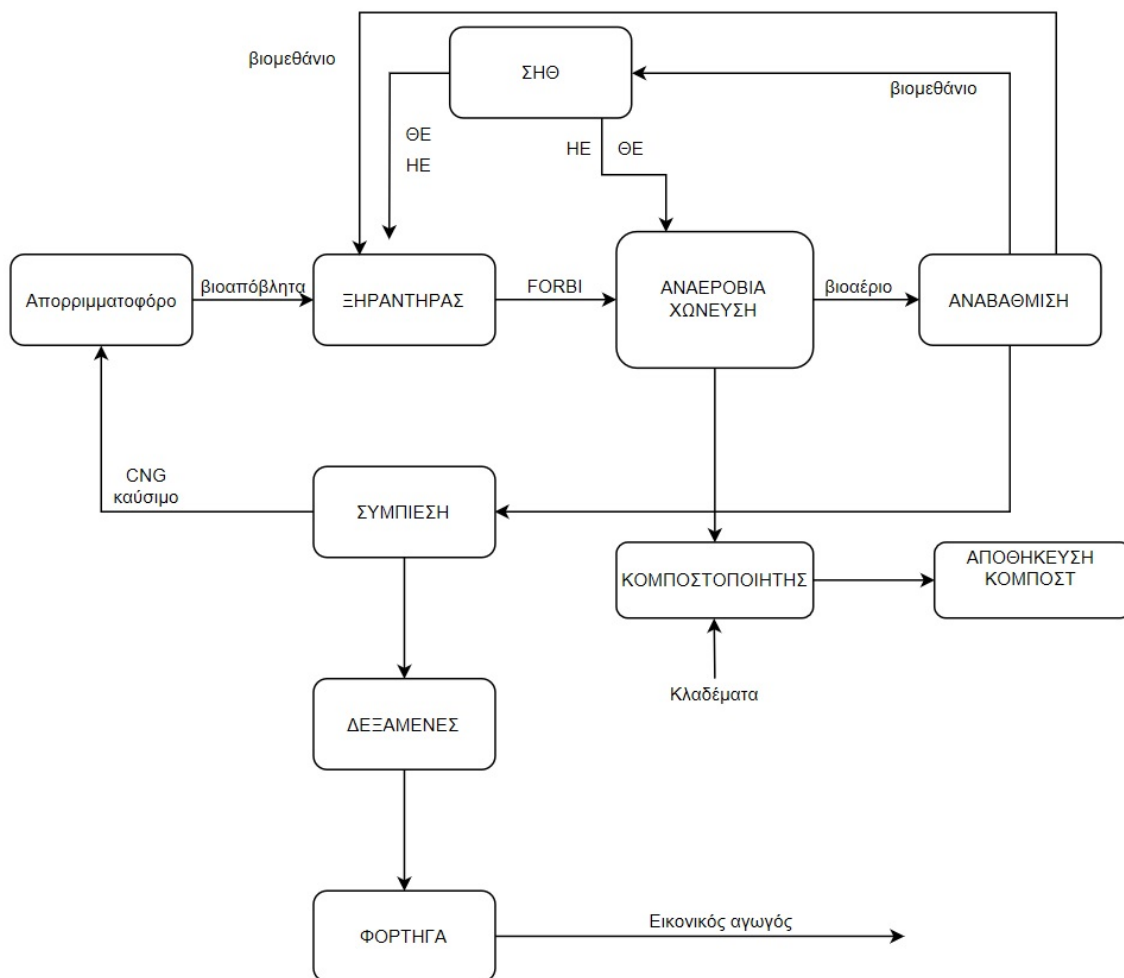 βιομεθάνιο
ΣΗΘ
βιομεθάνιο
ΘΕ
ΗΕ
ΗΕ
ΘΕ
Απορριμματοφόρο
βιοαπόβλητα
ΞΗΡΑΝΤΗΡΑΣ
FORBI
ΑΝΑΕΡΟΒΙΑ
ΧΩΝΕΥΣΗ
βιοαέριο
ΑΝΑΒΑΘΜΙΣΗ
CNG
καύσιμο
ΣΥΜΠΙΕΣΗ
ΚΟΜΠΟΣΤΟΠΟΙΗΤΗΣ
ΑΠΟΘΗΚΕΥΣΗ
ΚΟΜΠΟΣΤ
Κλαδέματα
ΔΕΞΑΜΕΝΕΣ
ΦΟΡΤΗΓΑ
Εικονικός αγωγός